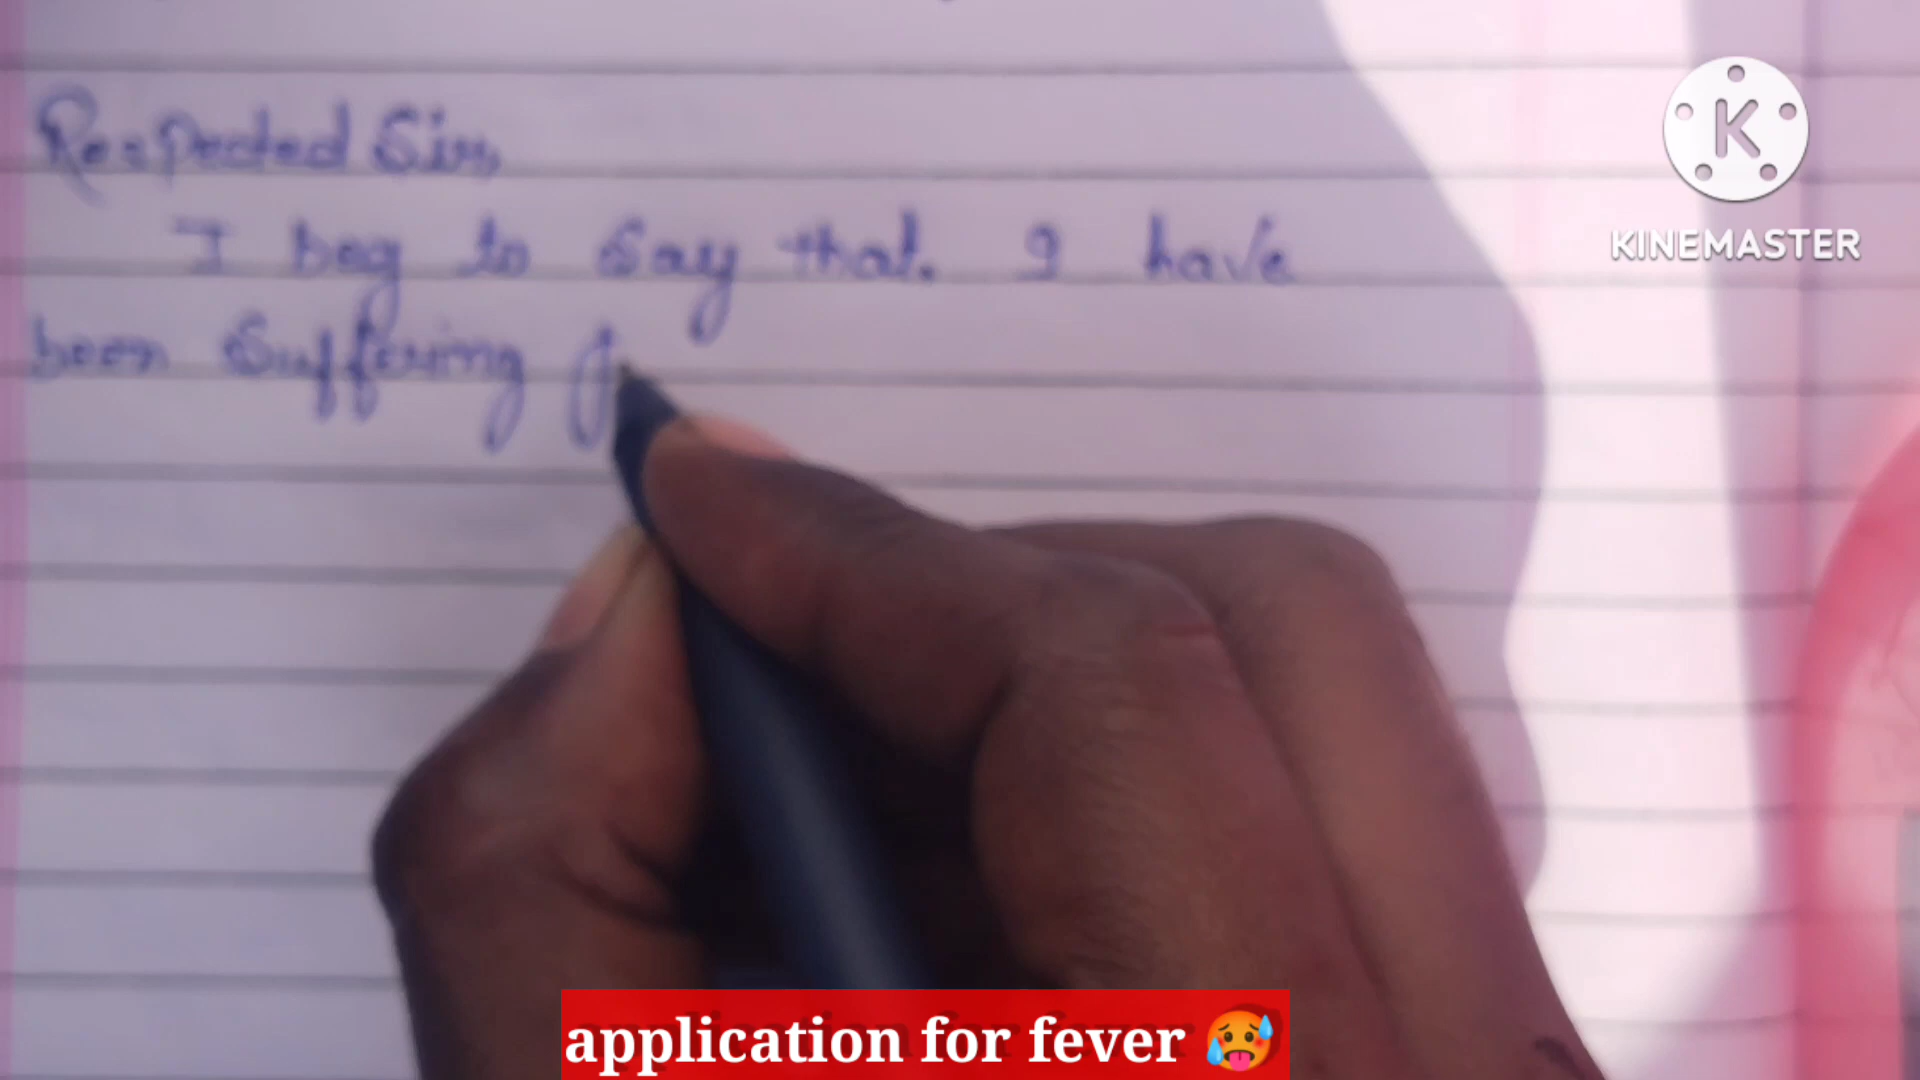 Respected Sir,
I beg to say that. I have
been suffering f
KINEMASTER
application for fever 🥵